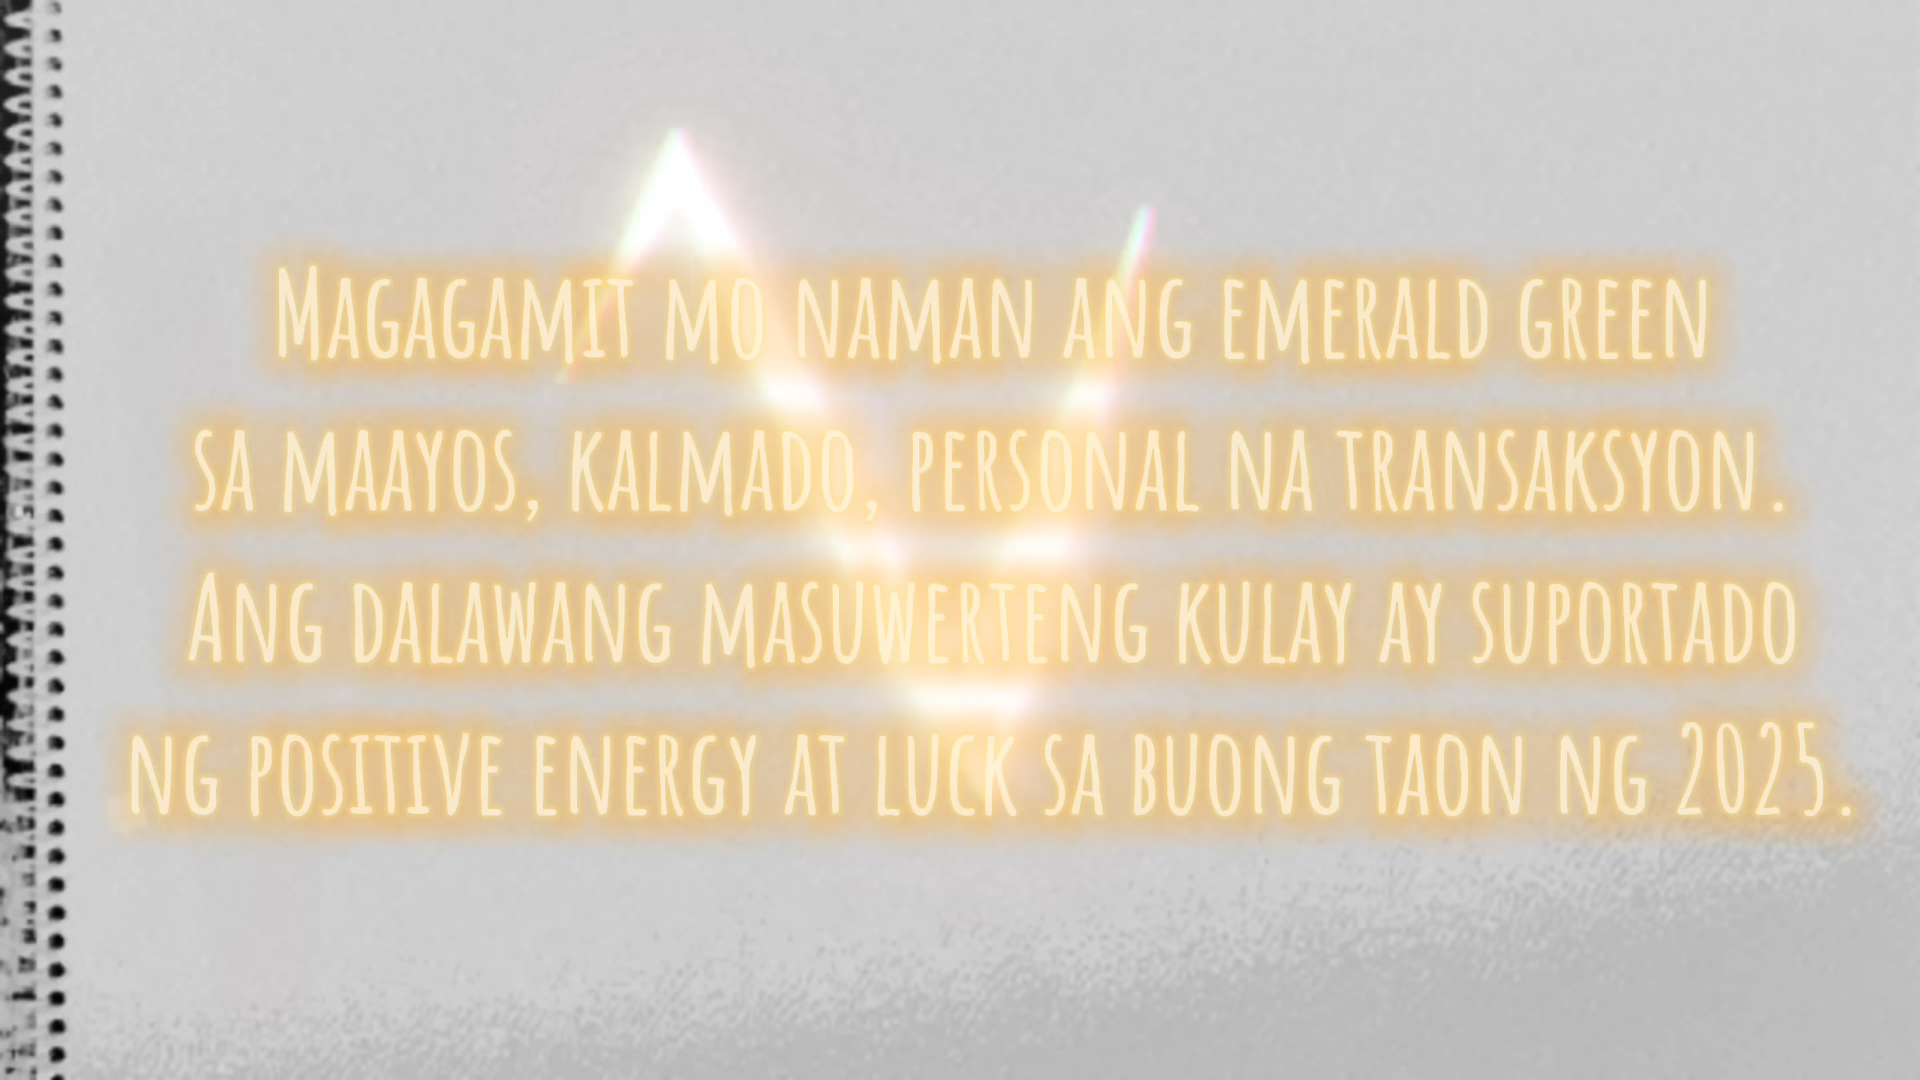 Magagamit mo naman ang emerald green
sa maayos, kalmado, personal na transaksyon.
Ang dalawang masuwerteng kulay ay suportado
ng positive energy at luck sa buong taon ng 2025.